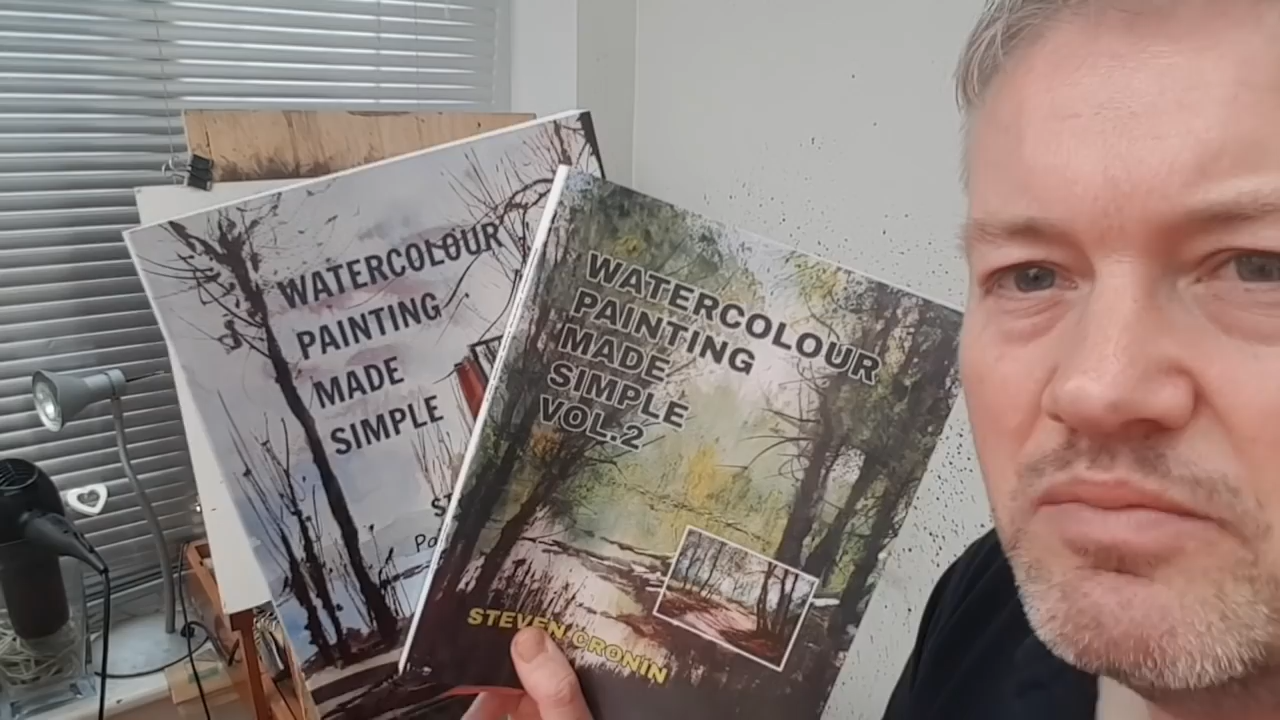 WATERCOLOUR
PAINTING
MADE
SIMPLE
WATERCOLOUR
PAINTING
MADE
SIMPLE
VOL.2
STEVEN CRONIN